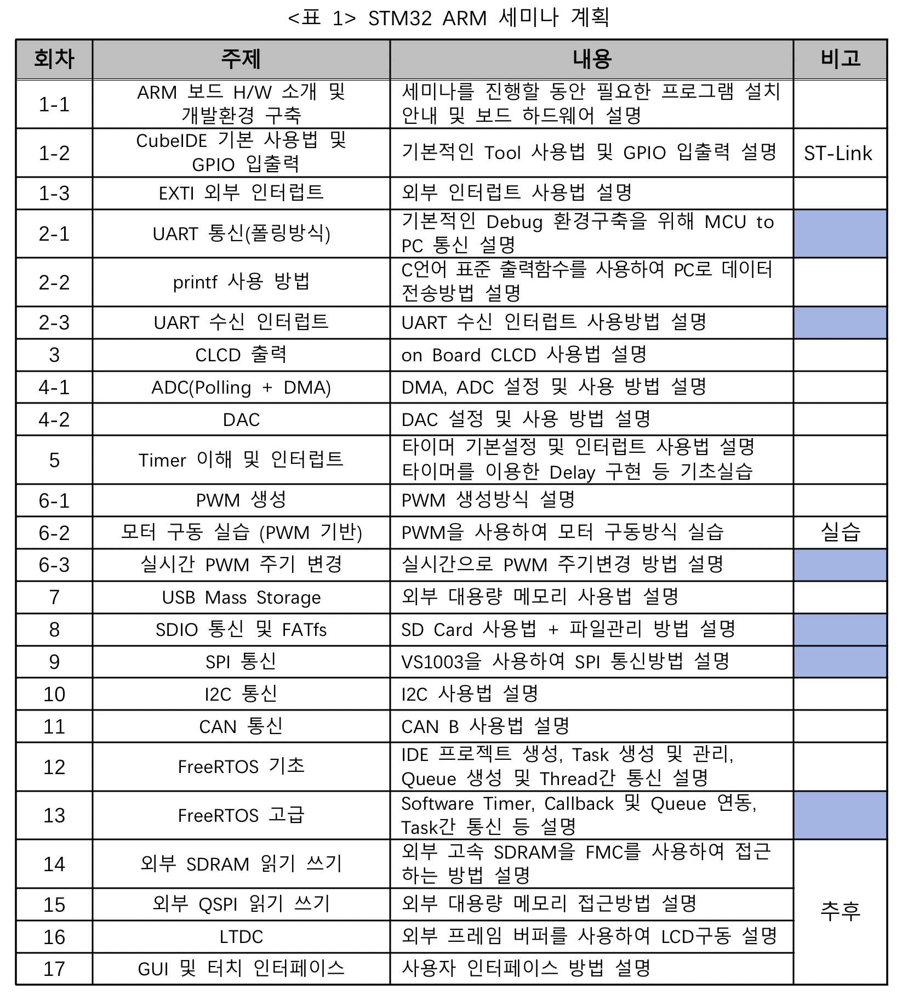 <표 1> STM32 ARM 세미나 계획
회차 주제 내용 비고
1-1 ARM 보드 H/W 소개 및
개발환경 구축
세미나를 진행할 동안 필요한 프로그램 설치
안내 및 보드 하드웨어 설명
1-2 CubeIDE 기본 사용법 및
GPIO 입출력
기본적인 Tool 사용법 및 GPIO 입출력 설명 ST-Link
1-3 EXTI 외부 인터럽트 외부 인터럽트 사용법 설명
2-1 UART 통신(폴링방식)
기본적인 Debug 환경구축을 위해 MCU to
PC 통신 설명
2-2 printf 사용 방법
C언어 표준 출력함수를 사용하여 PC로 데이터
전송방법 설명
2-3 UART 수신 인터럽트 UART 수신 인터럽트 사용방법 설명
3 CLCD 출력 on Board CLCD 사용법 설명
4-1 ADC(Polling + DMA) DMA, ADC 설정 및 사용 방법 설명
4-2 DAC DAC 설정 및 사용 방법 설명
5 Timer 이해 및 인터럽트
타이머 기본설정 및 인터럽트 사용법 설명
타이머를 이용한 Delay 구현 등 기초실습
6-1 PWM 생성 PWM 생성방식 설명
6-2 모터 구동 실습 (PWM 기반) PWM을 사용하여 모터 구동방식 실습 실습
6-3 실시간 PWM 주기 변경 실시간으로 PWM 주기변경 방법 설명
7 USB Mass Storage 외부 대용량 메모리 사용법 설명
8 SDIO 통신 및 FATfs SD Card 사용법 + 파일관리 방법 설명
9 SPI 통신 VS1003을 사용하여 SPI 통신방법 설명
10 I2C 통신 I2C 사용법 설명
11 CAN 통신 CAN B 사용법 설명
12 FreeRTOS 기초
IDE 프로젝트 생성, Task 생성 및 관리,
Queue 생성 및 Thread간 통신 설명
13 FreeRTOS 고급
Software Timer, Callback 및 Queue 연동,
Task간 통신 등 설명
14 외부 SDRAM 읽기 쓰기
외부 고속 SDRAM을 FMC를 사용하여 접근
하는 방법 설명
15 외부 QSPI 읽기 쓰기 외부 대용량 메모리 접근방법 설명
추후
16 LTDC 외부 프레임 버퍼를 사용하여 LCD구동 설명
17 GUI 및 터치 인터페이스 사용자 인터페이스 방법 설명